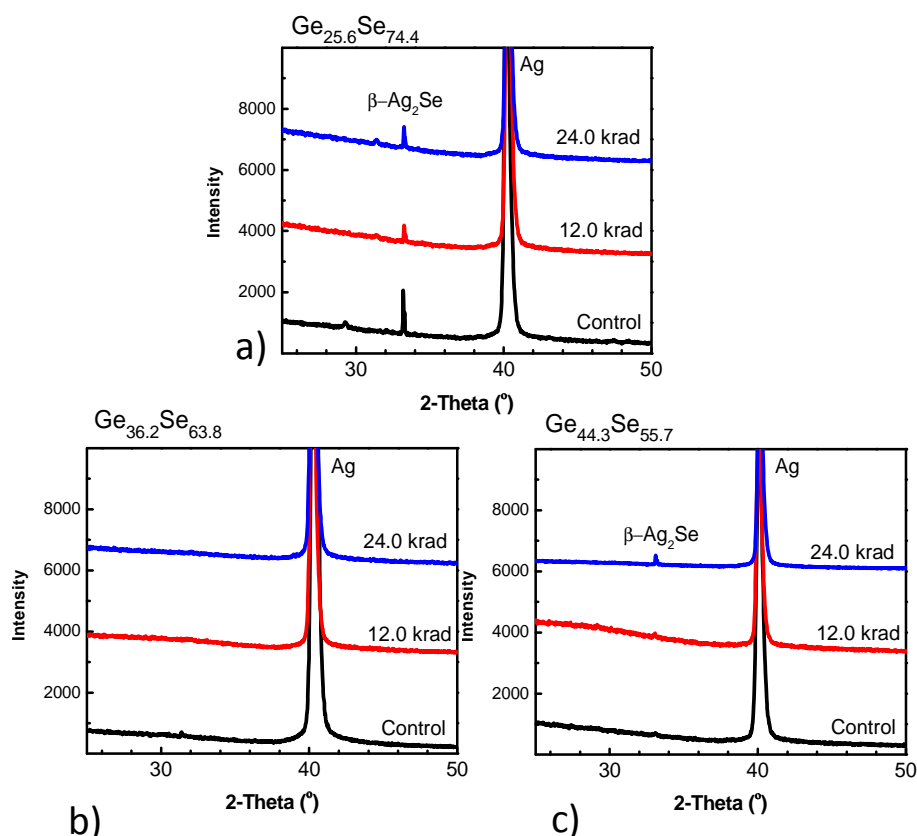 Ge25.6Se74.4
Ag
β–Ag2Se
8000
24.0 krad
6000
Intensity
4000
12.0 krad
2000
Control
a)
30 40 50
2-Theta (º)
Ge36.2Se63.8
Ag
8000
24.0 krad
6000
Intensity
4000
12.0 krad
2000
Control
30 40 50
2-Theta (º)
b)
Ge44.3Se55.7
Ag
8000
β–Ag2Se
24.0 krad
6000
Intensity
4000
12.0 krad
2000
Control
30 40 50
2-Theta (º)
c)